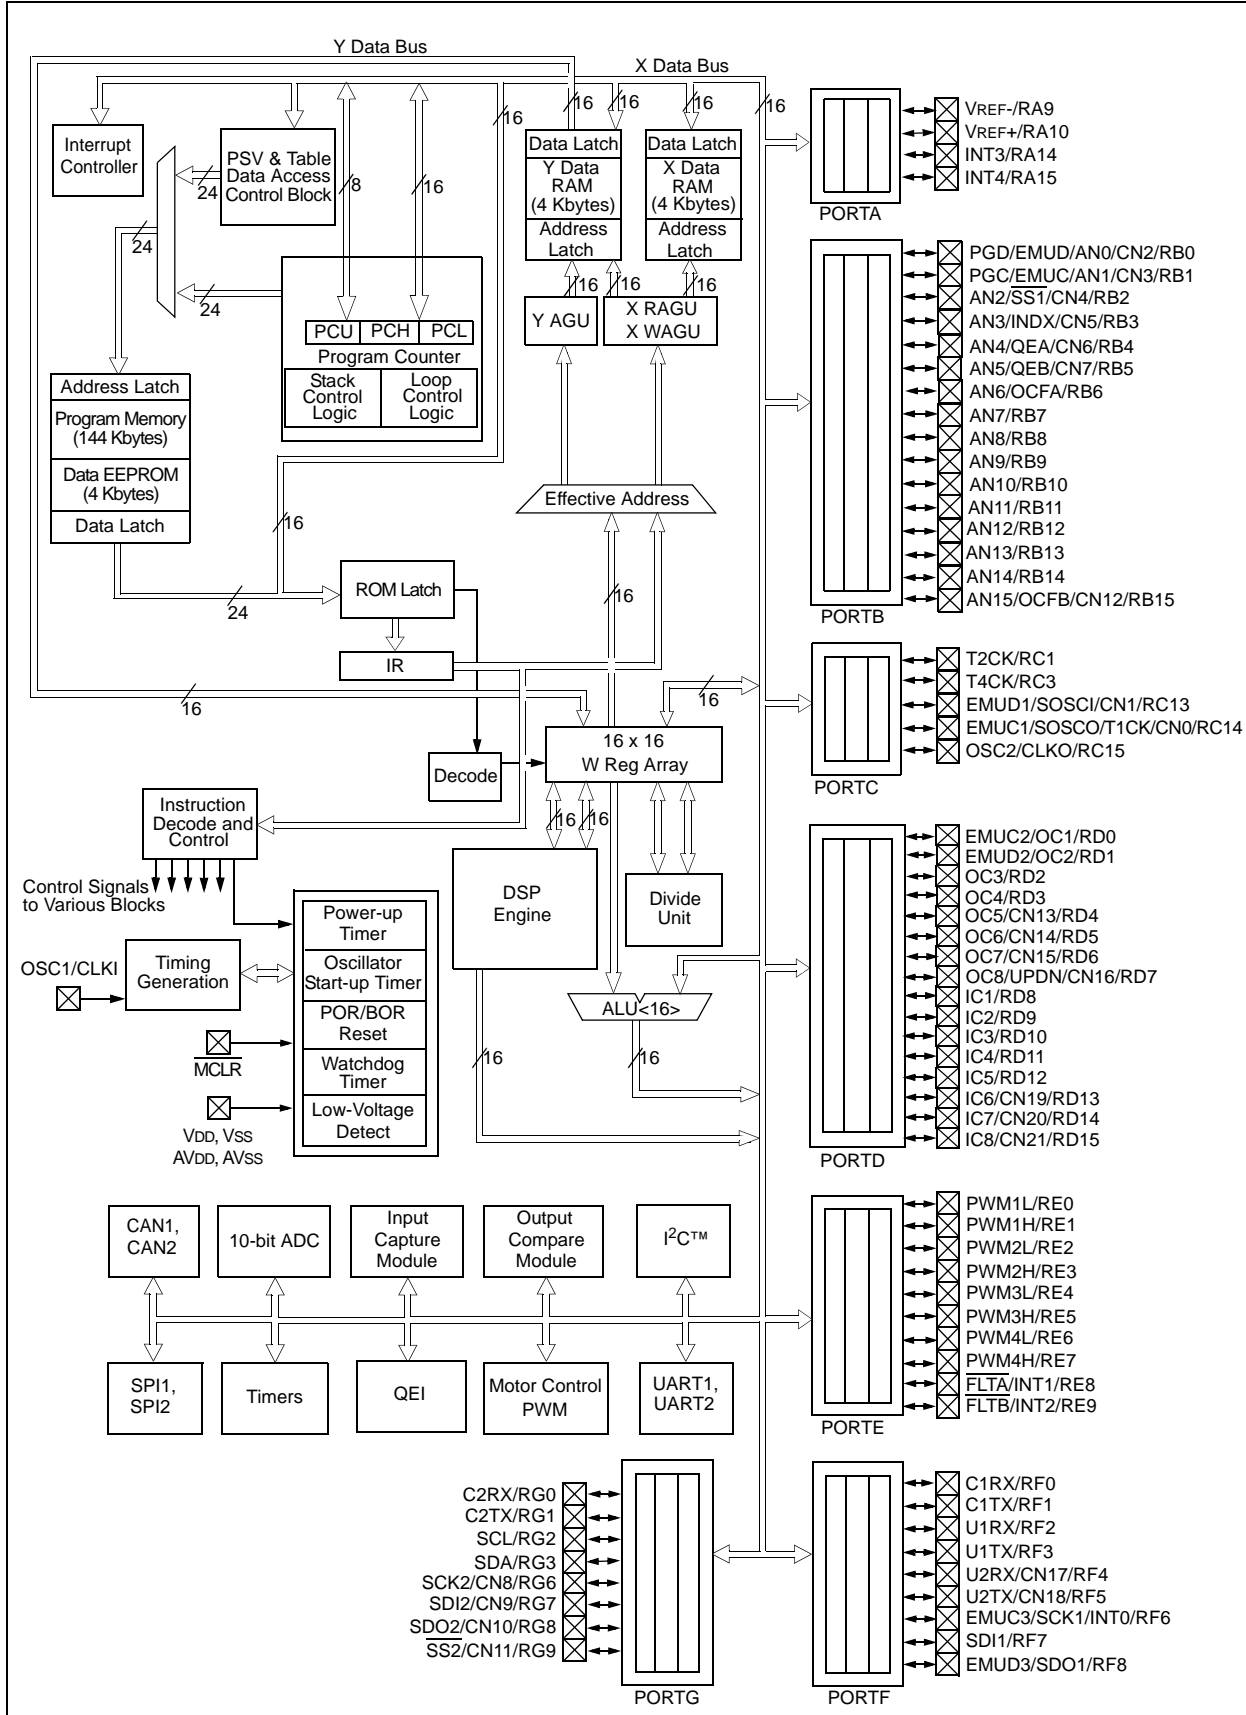 Y Data Bus
X Data Bus
16
16
16
16
16
Interrupt
Controller
PSV & Table
Data Access
Control Block
24
24
8
16
24
Data Latch
Y Data
RAM
(4 Kbytes)
Address
Latch
Data Latch
X Data
RAM
(4 Kbytes)
Address
Latch
16
16
16
Y AGU
X RAGU
X WAGU
PCU
PCH
PCL
Program Counter
Stack
Control
Logic
Loop
Control
Logic
Address Latch
Program Memory
(144 Kbytes)
Data EEPROM
(4 Kbytes)
Data Latch
16
24
Effective Address
ROM Latch
16
IR
16
16
16 x 16
W Reg Array
Decode
Instruction
Decode and
Control
16
16
Control Signals
to Various Blocks
DSP
Engine
Divide
Unit
Power-up
Timer
Oscillator
Start-up Timer
POR/BOR
Reset
Watchdog
Timer
Low-Voltage
Detect
OSC1/CLKI
Timing
Generation
MCLR
VDD, VSS
AVDD, AVSS
ALU<16>
16
16
CAN1,
CAN2
10-bit ADC
Input
Capture
Module
Output
Compare
Module
I2C™
SPI1,
SPI2
Timers
QEI
Motor Control
PWM
UART1,
UART2
VREF-/RA9
VREF+/RA10
INT3/RA14
INT4/RA15
PORTA
PGD/EMUD/AN0/CN2/RB0
PGC/EMUC/AN1/CN3/RB1
AN2/SS1/CN4/RB2
AN3/INDX/CN5/RB3
AN4/QEA/CN6/RB4
AN5/QEB/CN7/RB5
AN6/OCFA/RB6
AN7/RB7
AN8/RB8
AN9/RB9
AN10/RB10
AN11/RB11
AN12/RB12
AN13/RB13
AN14/RB14
AN15/OCFB/CN12/RB15
PORTB
T2CK/RC1
T4CK/RC3
EMUD1/SOSCI/CN1/RC13
EMUC1/SOSCO/T1CK/CN0/RC14
OSC2/CLKO/RC15
PORTC
EMUC2/OC1/RD0
EMUD2/OC2/RD1
OC3/RD2
OC4/RD3
OC5/CN13/RD4
OC6/CN14/RD5
OC7/CN15/RD6
OC8/UPDN/CN16/RD7
IC1/RD8
IC2/RD9
IC3/RD10
IC4/RD11
IC5/RD12
IC6/CN19/RD13
IC7/CN20/RD14
IC8/CN21/RD15
PORTD
PWM1L/RE0
PWM1H/RE1
PWM2L/RE2
PWM2H/RE3
PWM3L/RE4
PWM3H/RE5
PWM4L/RE6
PWM4H/RE7
FLTA/INT1/RE8
FLTB/INT2/RE9
PORTE
C2RX/RG0
C2TX/RG1
SCL/RG2
SDA/RG3
SCK2/CN8/RG6
SDI2/CN9/RG7
SDO2/CN10/RG8
SS2/CN11/RG9
PORTG
C1RX/RF0
C1TX/RF1
U1RX/RF2
U1TX/RF3
U2RX/CN17/RF4
U2TX/CN18/RF5
EMUC3/SCK1/INT0/RF6
SDI1/RF7
EMUD3/SDO1/RF8
PORTF